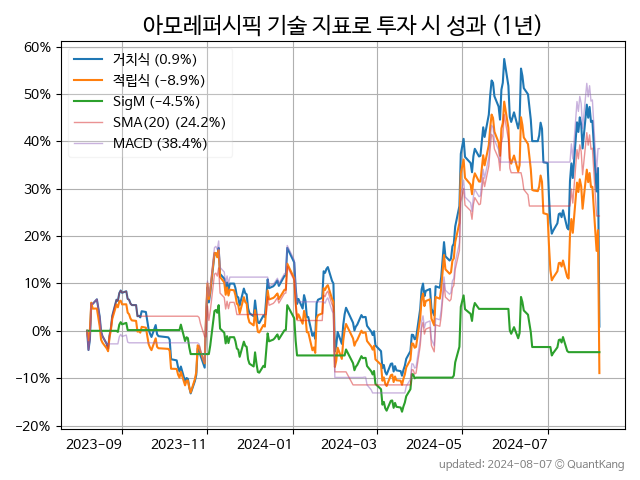 아모레퍼시픽 기술 지표로 투자 시 성과 (1년)
60%
50%
40%
30%
20%
10%
0%
−10%
−20%
거치식 (0.9%)
적립식 (−8.9%)
SigM (−4.5%)
SMA(20) (24.2%)
MACD (38.4%)
2023-09
2023-11
2024-01
2024-03
2024-05
2024-07
updated: 2024-08-07 © QuantKang